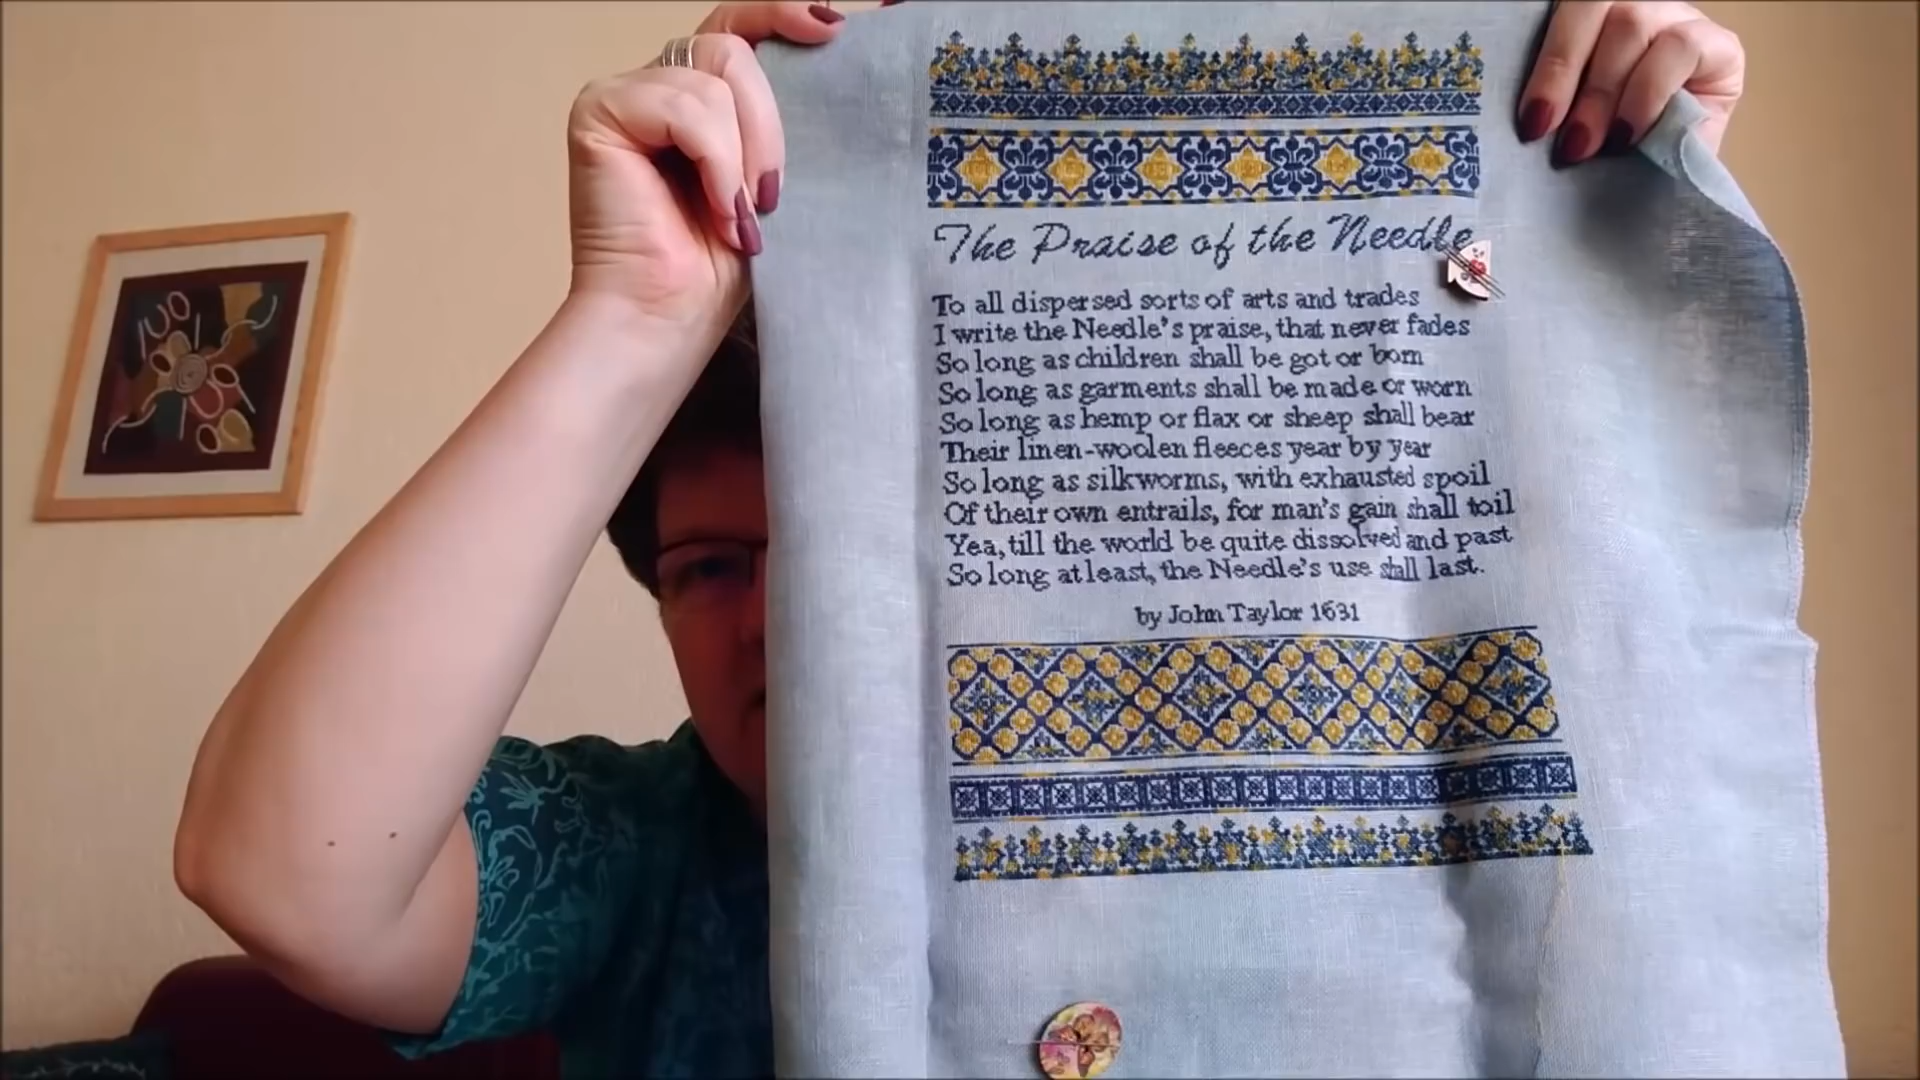 The Praise of the Needle
To all dispersed sorts of arts and trades
I write the Needle's praise, that never fades
So long as children shall be got or born
So long as garments shall be made or worn
So long as hemp or flax or sheep shall bear
Their linen-woolen fleeces year by year
So long as silkworms, with exhausted spoil
Of their own entrails, for man's gain shall toil
Yea, till the world be quite dissolved and past
So long at least, the Needle's use shall last.
by John Taylor 1631